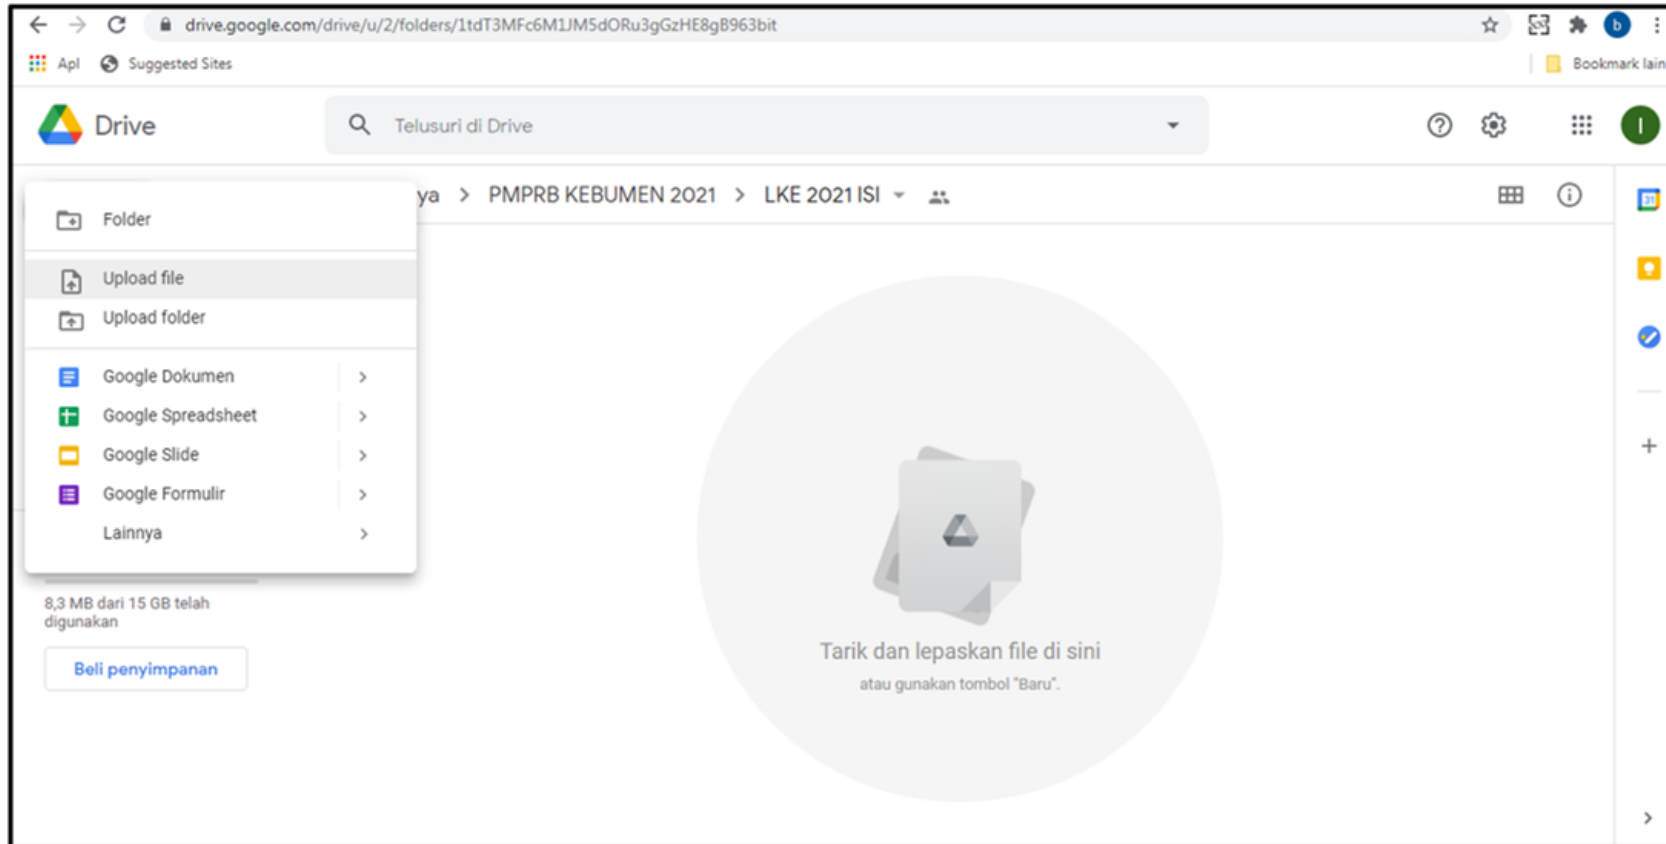 drive.google.com/drive/u/2/folders/1tdT3MFc6M1JM5dORu3gGzHE8gB963bit
b
Apl Suggested Sites Bookmark lain
Drive Telusuri di Drive I
ya > PMPRB KEBUMEN 2021 > LKE 2021 ISI
31
Folder
Upload file
Upload folder
Google Dokumen
Google Spreadsheet
Google Slide
Google Formulir
Lainnya
8,3 MB dari 15 GB telah
digunakan
Beli penyimpanan
Tarik dan lepaskan file di sini
atau gunakan tombol "Baru".